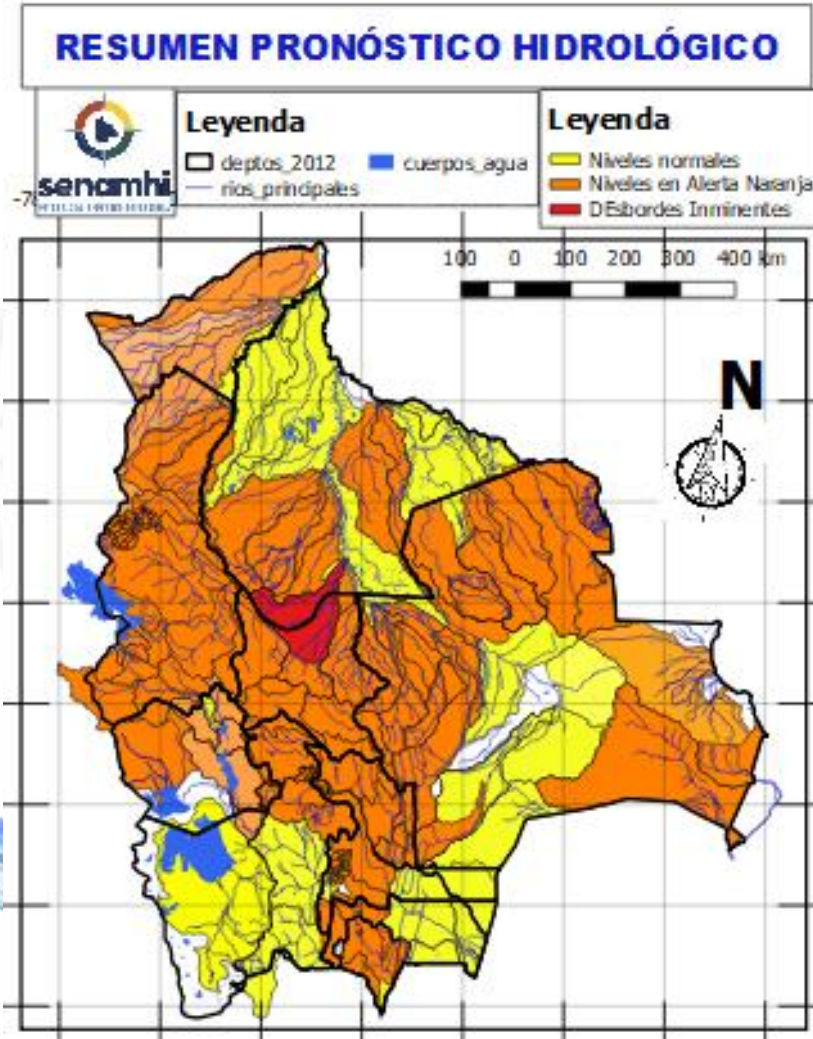 RESUMEN PRONÓSTICO HIDROLÓGICO
senamhi
Leyenda
deptos_2012
cuerpos_agua
rios_principales
Leyenda
Niveles normales
Niveles en Alerta Naranja
DEsbordes Inminentes
100 0 100 200 300 400 km
N